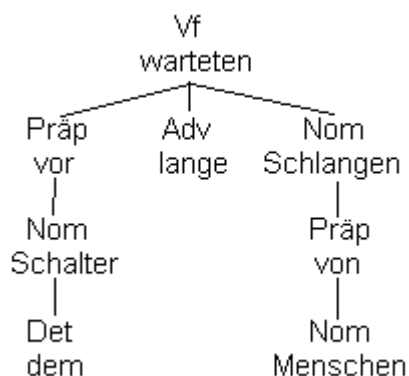 Vf
warteten
Präp Adv Nom
vor lange Schlangen
Nom Präp
Schalter von
Det Nom
dem Menschen